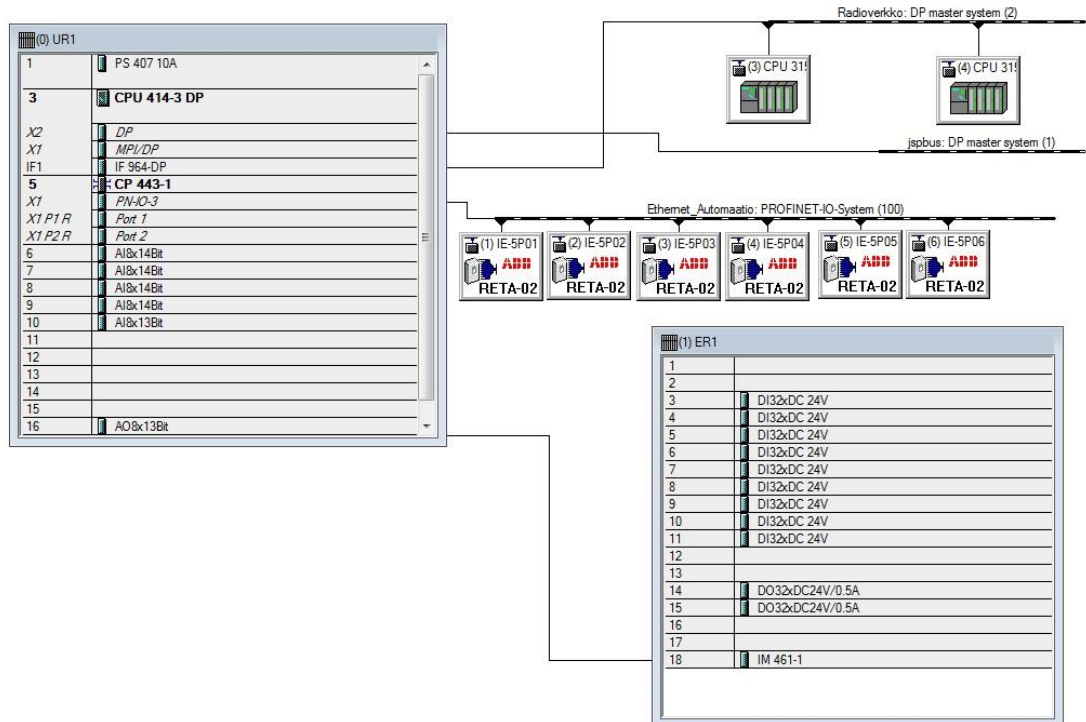 Radioverkko: DP master system (2)
(3) CPU 315
(4) CPU 315
jspbus: DP master system (1)
(0) UR1
1 PS 407 10A
3 CPU 414-3 DP
X2 DP
X1 MPI/DP
IF1 IF 964-DP
5 CP 443-1
X1 PN-IO-3
X1 P1 R Port 1
X1 P2 R Port 2
6 AI8x14Bit
7 AI8x14Bit
8 AI8x14Bit
9 AI8x14Bit
10 AI8x13Bit
11
12
13
14
15
16 AO8x13Bit
Ethernet_Automaatio: PROFINET-IO-System (100)
(1) IE-5P01
ABB
RETA-02
(2) IE-5P02
ABB
RETA-02
(3) IE-5P03
ABB
RETA-02
(4) IE-5P04
ABB
RETA-02
(5) IE-5P05
ABB
RETA-02
(6) IE-5P06
ABB
RETA-02
(1) ER1
1
2
3 DI32xDC 24V
4 DI32xDC 24V
5 DI32xDC 24V
6 DI32xDC 24V
7 DI32xDC 24V
8 DI32xDC 24V
9 DI32xDC 24V
10 DI32xDC 24V
11 DI32xDC 24V
12
13
14 DO32xDC24V/0.5A
15 DO32xDC24V/0.5A
16
17
18 IM 461-1